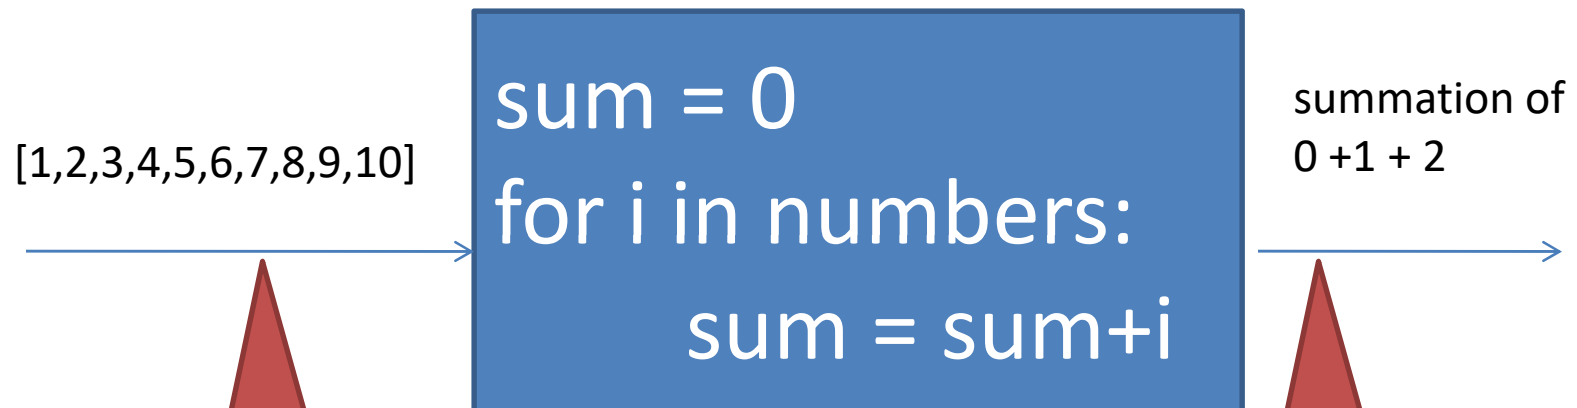 [1,2,3,4,5,6,7,8,9,10]
sum = 0
for i in numbers:
sum = sum+i
summation of
0 +1 + 2